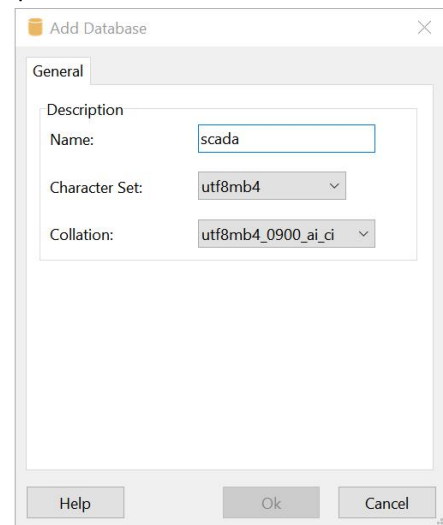 Add Database
General
Description
Name: scada
Character Set: utf8mb4
Collation: utf8mb4_0900_ai_ci
Help Ok Cancel